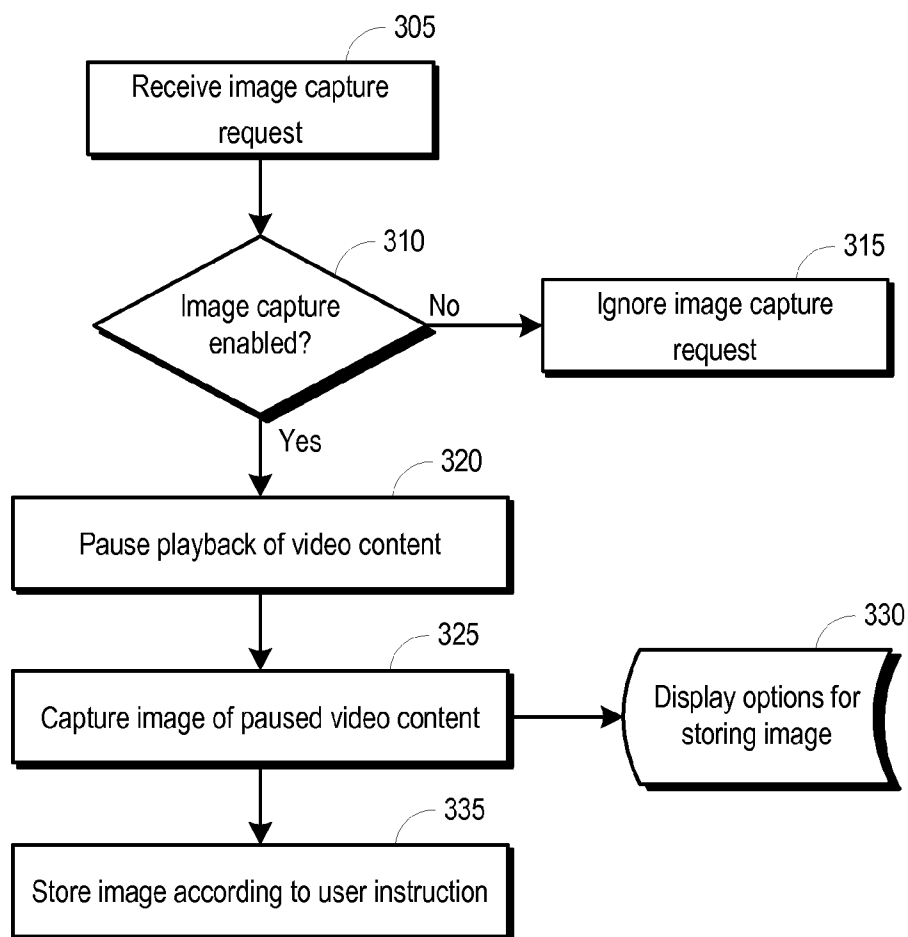 305
Receive image capture
request
310
Image capture
enabled?
No
315
Ignore image capture
request
Yes
320
Pause playback of video content
325
Capture image of paused video content
330
Display options for
storing image
335
Store image according to user instruction